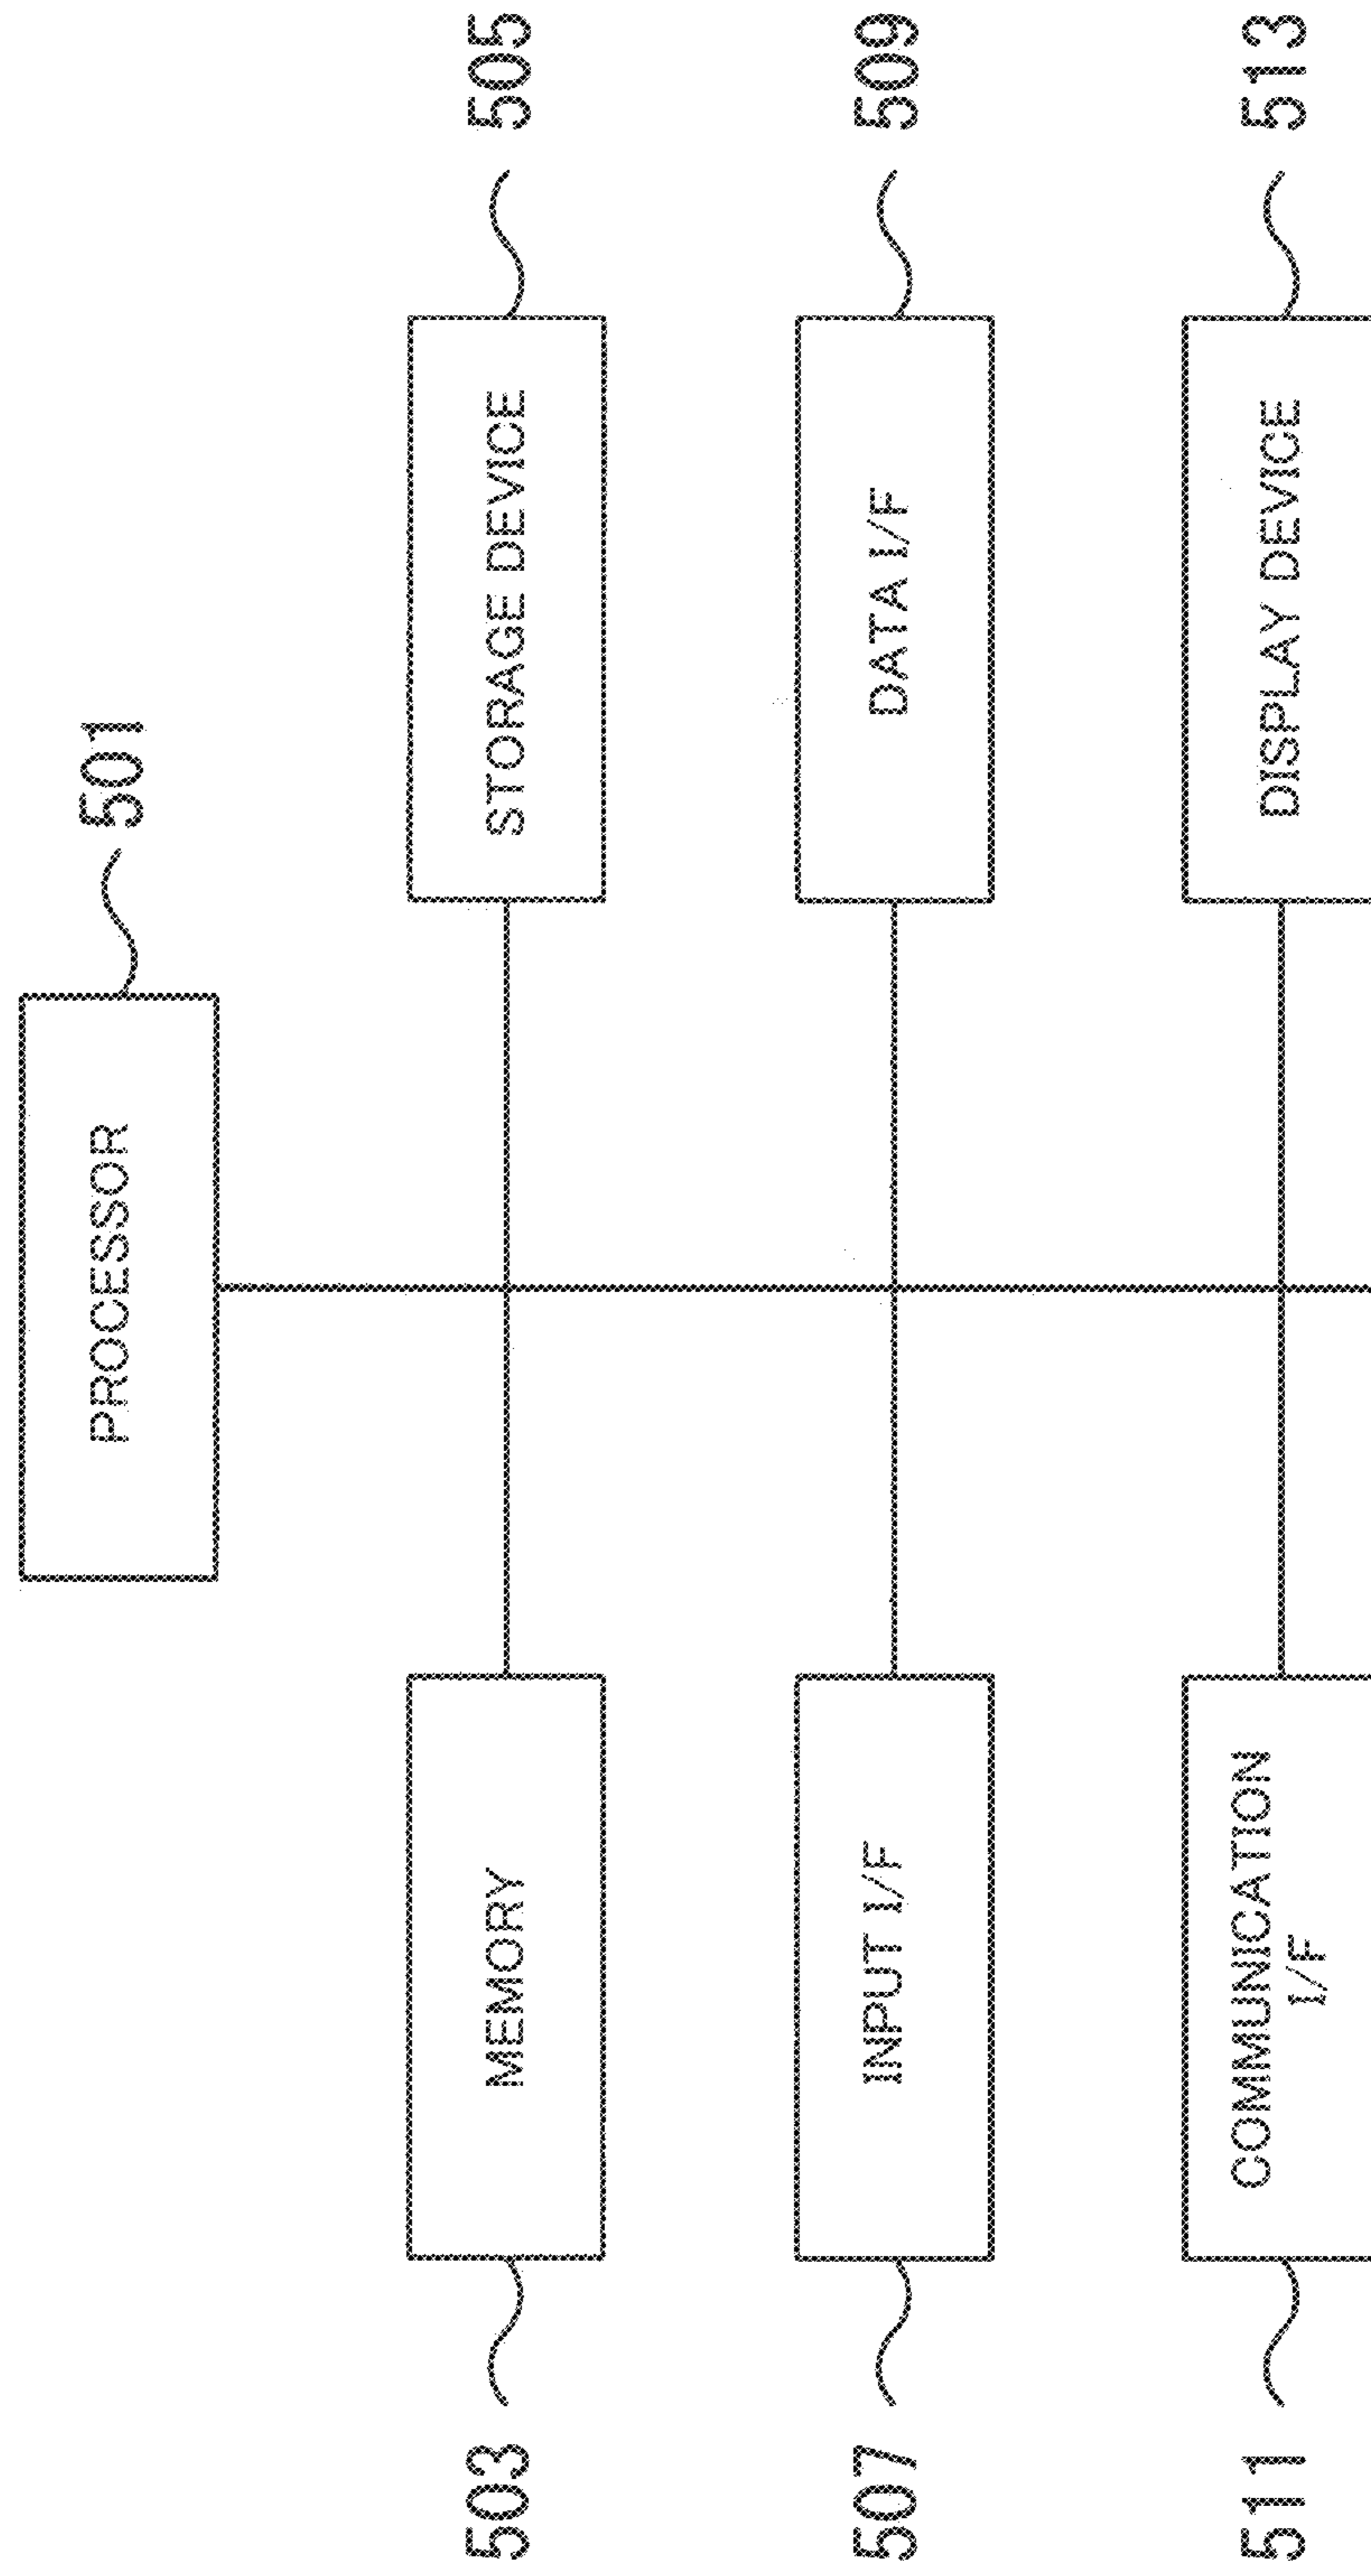 501
PROCESSOR
503
MEMORY
STORAGE DEVICE
505
507
INPUT I/F
DATA I/F
509
511
COMMUNICATION
I/F
DISPLAY DEVICE
513